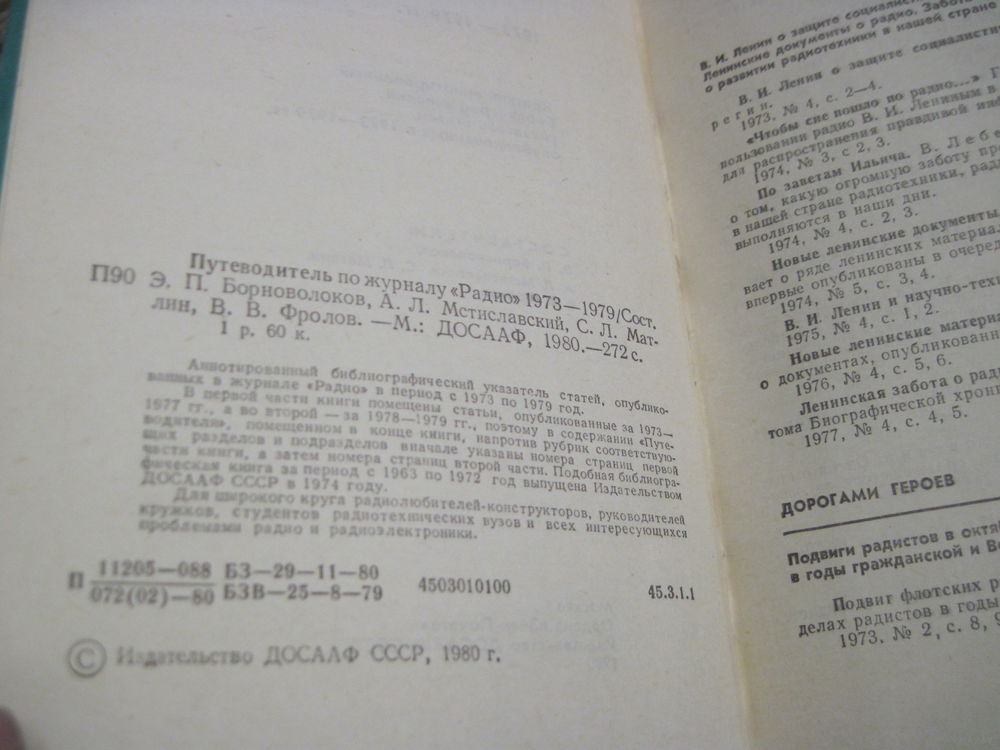 Путеводитель по журналу «Радио» 1973—1979/Сост.
П90 Э. П. Борноволоков, А. Л. Мстиславский, С. Л. Мат-
лин, В. В. Фролов. —М.: ДОСААФ, 1980.—272 с.
1 р. 60 к.
Аннотированный библиографический указатель статей, опублико-
ванных в журнале «Радио» в период с 1973 по 1979 год.
В первой части книги помещены статьи, опубликованные за 1973—
1977 гг., а во второй —за 1978—1979 гг., поэтому в содержании «Путе-
водителя», помещенном в конце книги, напротив рубрик соответствую-
щих разделов и подразделов вначале указаны номера страниц первой
части книги, а затем номера страниц второй части. Подобная библиогра-
фическая книга за период с 1963 по 1972 год выпущена Издательством
ДОСААФ СССР в 1974 году.
Для широкого круга радиолюбителей-конструкторов, руководителей
кружков, студентов радиотехнических вузов и всех интересующихся
проблемами радио и радиоэлектроники.
П 11205—088 БЗ—29—11—80
072(02)—80 БЗВ—25—8—79 4503010100 45.3.1.1
© Издательство ДОСААФ СССР, 1980 г.
В. И. Ленин о защите социалисти
Ленинские документы о радио. Забот
о развитии радиотехники в нашей стране
В. И. Ленин о защите социалисти
регии.
1973, № 4, с. 2—4.
«Чтобы сие пошло по радио...»
пользовании радио В. И. Лениным в
для распространения правдивой ин
1974, № 3, с 2, 3.
По заветам Ильича. В. Лебе
о том, какую огромную заботу пр
в нашей стране радиотехники, рад
выполняются в наши дни.
1974, № 4, с. 2, 3.
Новые ленинские документы.
вает о ряде ленинских материал
впервые опубликованы в очеред
1974, № 5, с. 3, 4.
В. И. Ленин и научно-техн
1975, № 4, с. 1, 2.
Новые ленинские материа
о документах, опубликованн
1976, № 4, с. 5, 6.
Ленинская забота о рад
тома Биографической хрони
1977, № 4, с. 4, 5.
ДОРОГАМИ ГЕРОЕВ
Подвиги радистов в октя
в годы гражданской и В
Подвиг флотских р
делах радистов в годы
1973, № 2, с. 8, 9